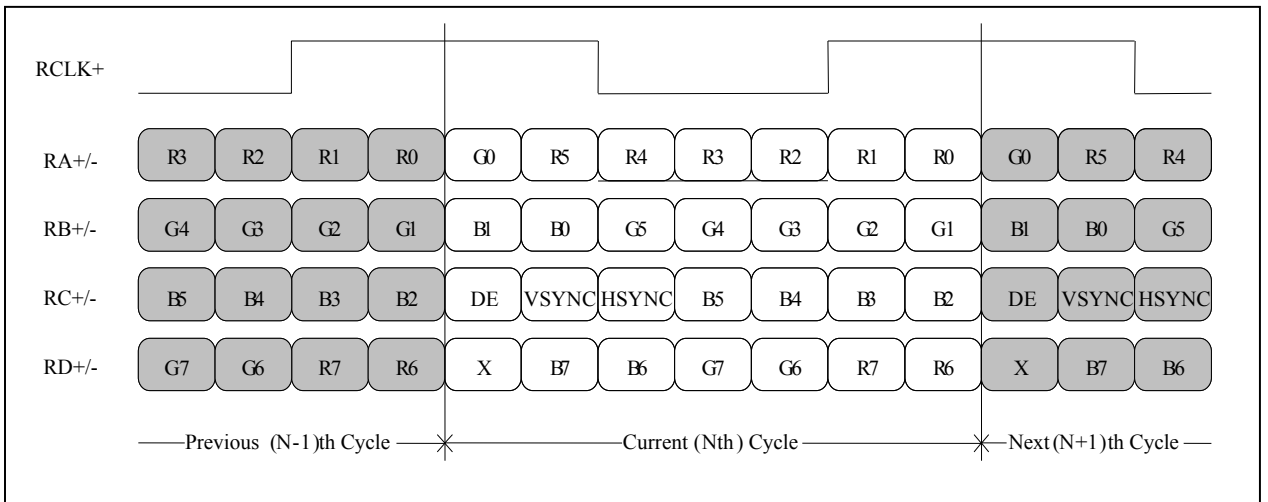 RCLK+
RA+/- R3 R2 R1 R0 G0 R5 R4 R3 R2 R1 R0 G0 R5 R4
RB+/- G4 G3 G2 G1 B1 B0 G5 G4 G3 G2 G1 B1 B0 G5
RC+/- B5 B4 B3 B2 DE VSYNC HSYNC B5 B4 B3 B2 DE VSYNC HSYNC
RD+/- G7 G6 R7 R6 X B7 B6 G7 G6 R7 R6 X B7 B6
Previous (N-1)th Cycle Current (Nth) Cycle Next (N+1)th Cycle